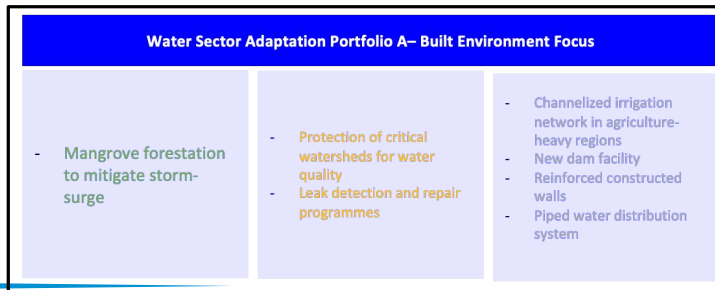 Water Sector Adaptation Portfolio A– Built Environment Focus
- Mangrove forestation
to mitigate storm-
surge
- Protection of critical
watersheds for water
quality
- Leak detection and repair
programmes
- Channelized irrigation
network in agriculture-
heavy regions
- New dam facility
- Reinforced constructed
walls
- Piped water distribution
system